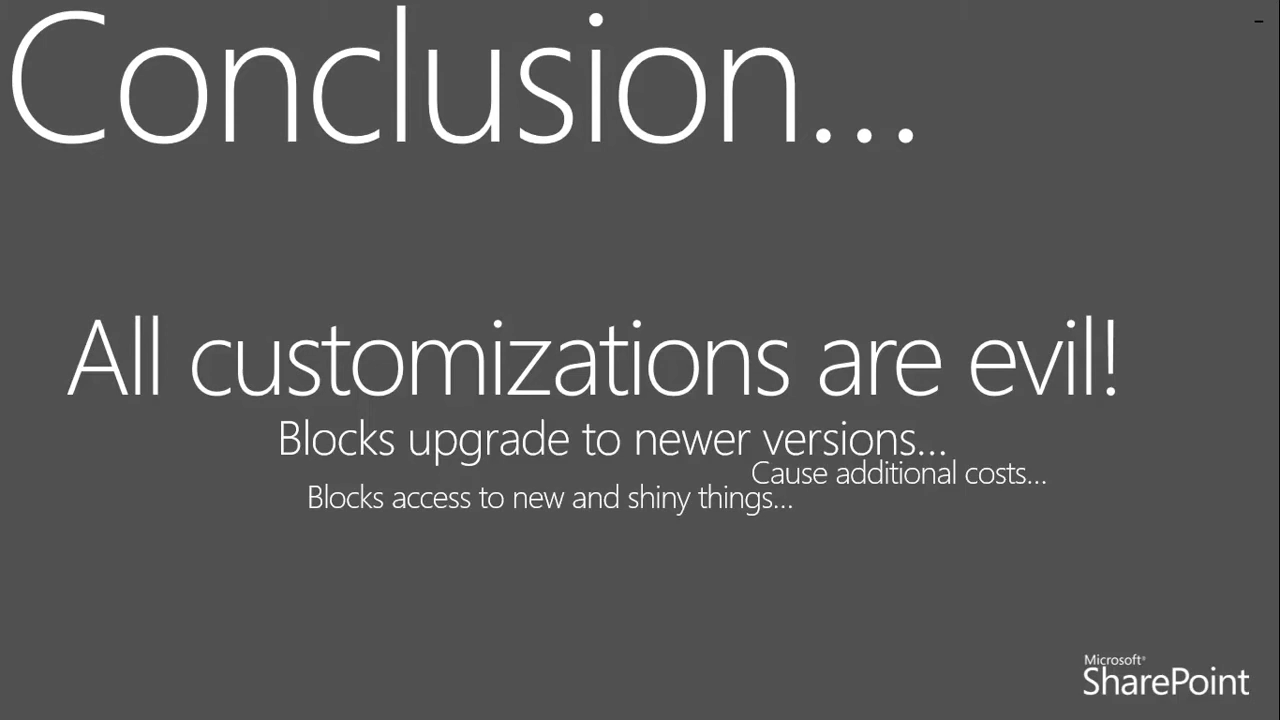 Conclusion...
All customizations are evil!
Blocks upgrade to newer versions...
Cause additional costs...
Blocks access to new and shiny things...
Microsoft®
SharePoint